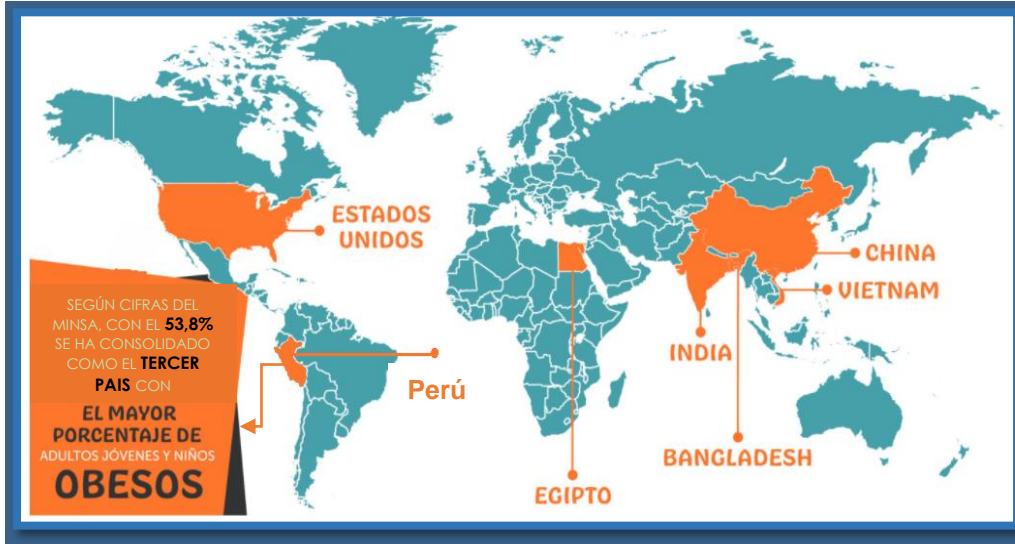 ESTADOS
UNIDOS
CHINA
VIETNAM
INDIA
BANGLADESH
EGIPTO
Perú
SEGÚN CIFRAS DEL
MINSA, CON EL 53,8%
SE HA CONSOLIDADO
COMO EL TERCER
PAIS CON
EL MAYOR
PORCENTAJE DE
ADULTOS JÓVENES Y NIÑOS
OBESOS